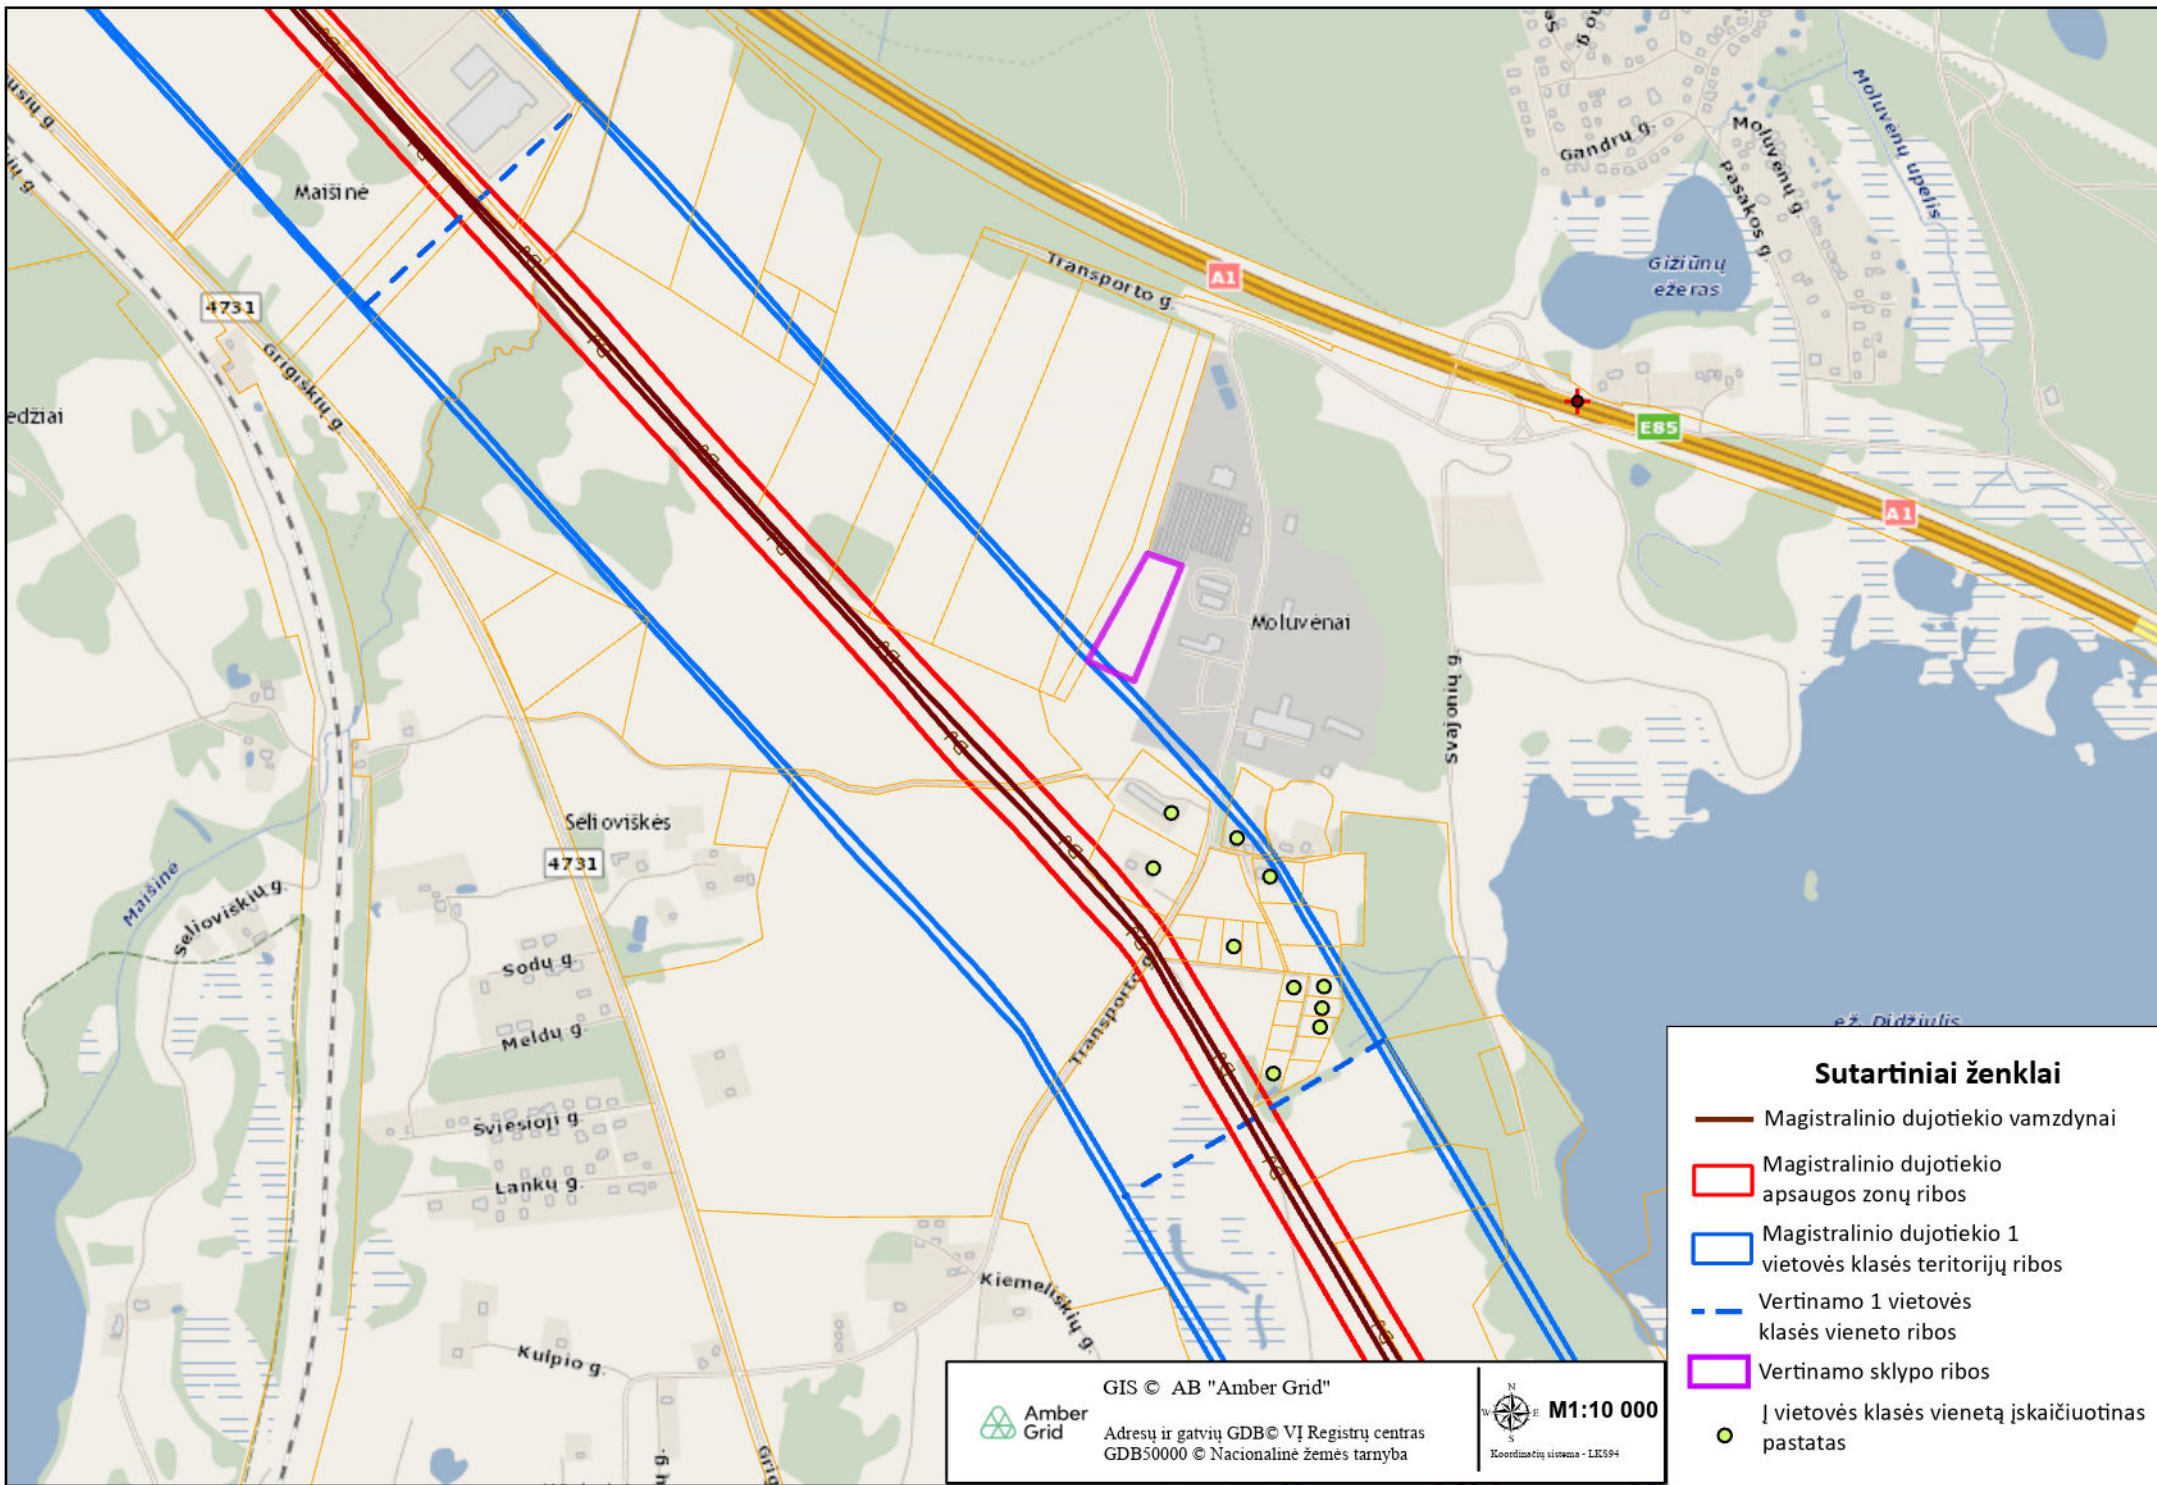 Gandrų g.
Moluvėnų g.
Pasakos g.
Moluvėnų upelis
Maišinė
Gižiūnų
ežeras
Transporto g.
A1
4731
Grigiškių g.
E85
A1
Moluvėnai
Svajonių g.
Selioviškės
4731
Maišinė
Selioviškių g.
Sodų g.
Meldų g.
Transporto g.
ež. Didžiulis
Šviesioji g.
Lankų g.
Kiemeliškių g.
Kulpio g.
Sutartiniai ženklai
Magistralinio dujotiekio vamzdynai
Magistralinio dujotiekio
apsaugos zonų ribos
Magistralinio dujotiekio 1
vietovės klasės teritorijų ribos
Vertinamo 1 vietovės
klasės vieneto ribos
Vertinamo sklypo ribos
Į vietovės klasės vienetą įskaičiuotinas
pastatas
GIS © AB "Amber Grid"
Amber
Grid
Adresų ir gatvių GDB© VĮ Registrų centras
GDB50000 © Nacionalinė žemės tarnyba
N
W E
S
M1:10 000
Koordinačių sistema - LKS94